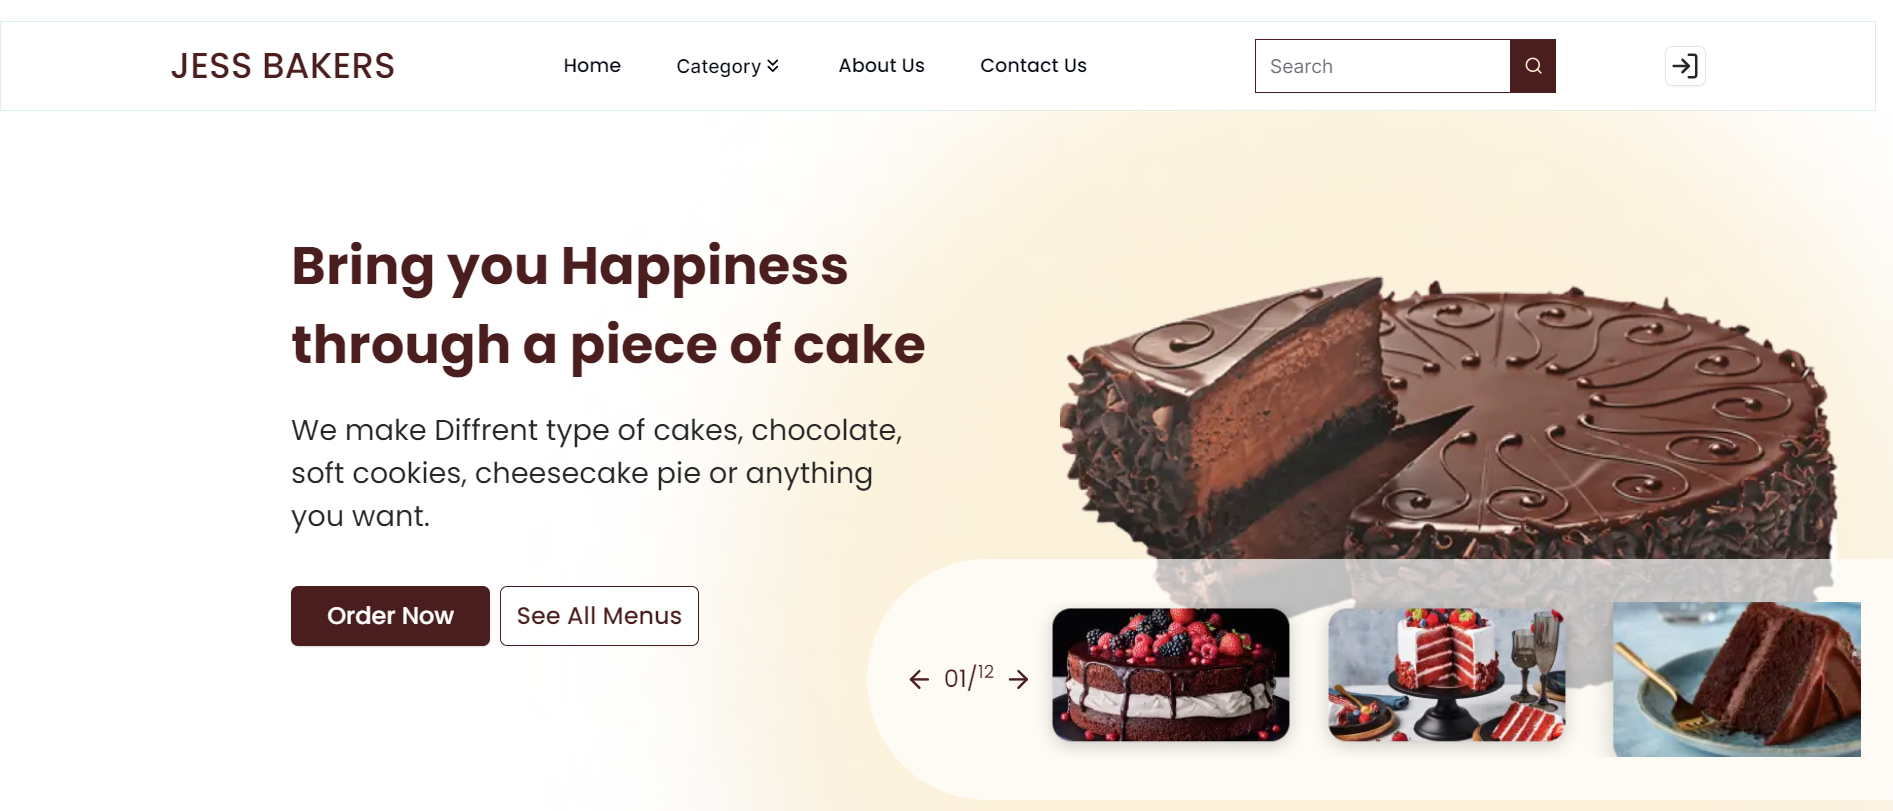 JESS BAKERS
Home
Category
About Us
Contact Us
Search
Bring you Happiness
through a piece of cake
We make Diffrent type of cakes, chocolate,
soft cookies, cheesecake pie or anything
you want.
Order Now
See All Menus
01/12